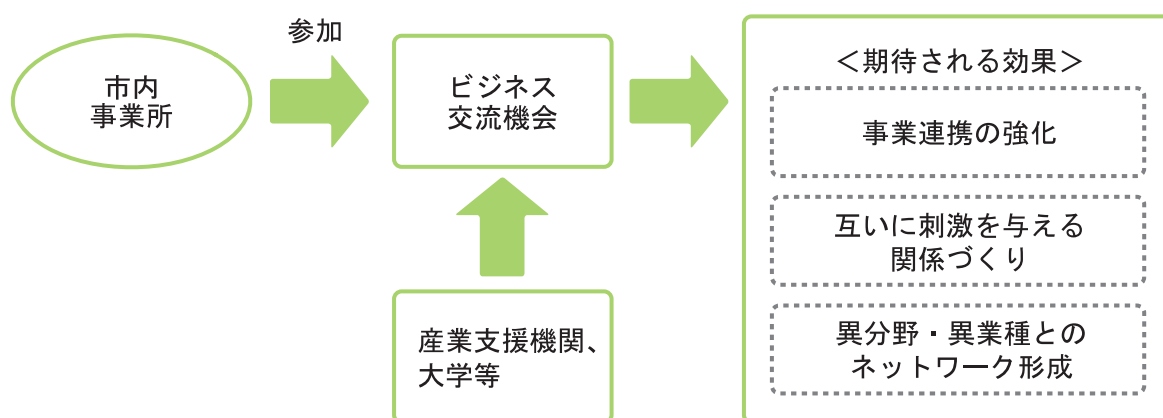 参加
市内
事業所
ビジネス
交流機会
産業支援機関、
大学等
＜期待される効果＞
事業連携の強化
互いに刺激を与える
関係づくり
異分野・異業種との
ネットワーク形成